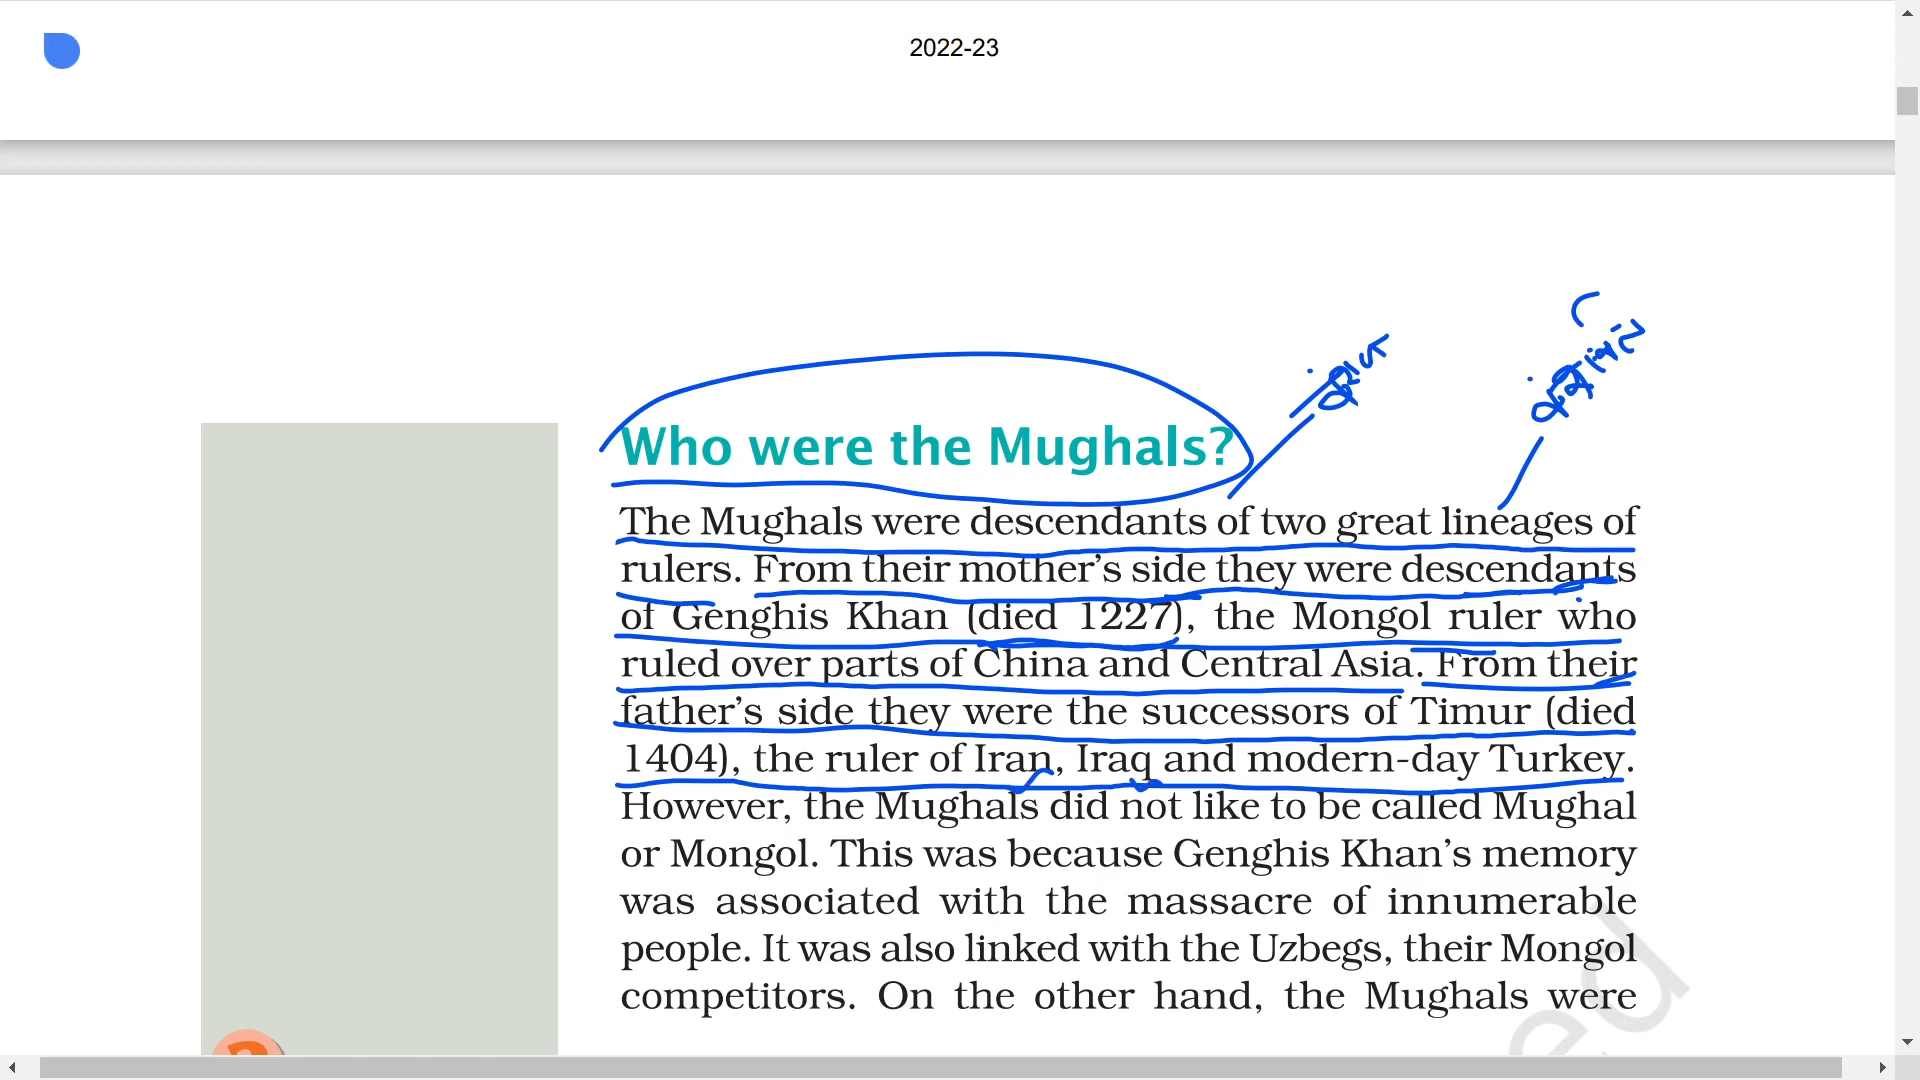 2022-23
Who were the Mughals?
The Mughals were descendants of two great lineages of
rulers. From their mother’s side they were descendants
of Genghis Khan (died 1227), the Mongol ruler who
ruled over parts of China and Central Asia. From their
father’s side they were the successors of Timur (died
1404), the ruler of Iran, Iraq and modern-day Turkey.
However, the Mughals did not like to be called Mughal
or Mongol. This was because Genghis Khan’s memory
was associated with the massacre of innumerable
people. It was also linked with the Uzbegs, their Mongol
competitors. On the other hand, the Mughals were